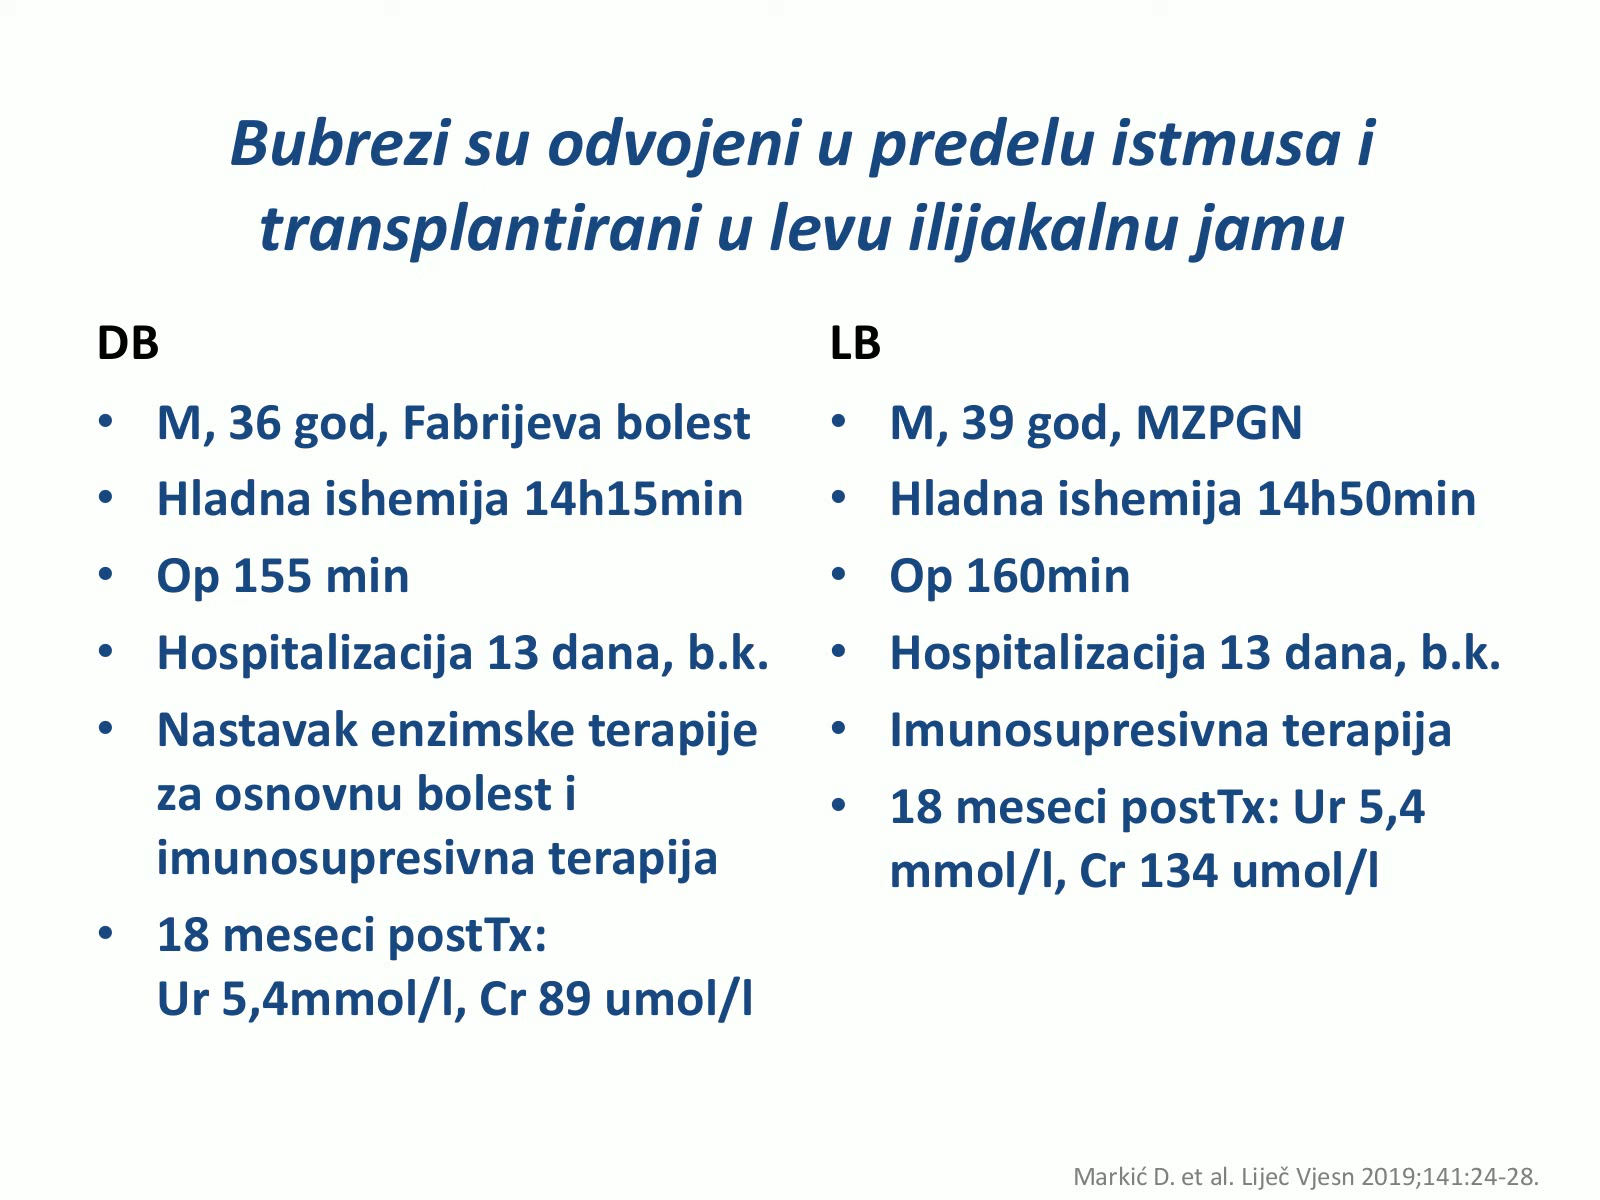 Bubrezi su odvojeni u predelu istmusa i
transplantirani u levu ilijakalnu jamu
DB
• M, 36 god, Fabrijeva bolest
• Hladna ishemija 14h15min
• Op 155 min
• Hospitalizacija 13 dana, b.k.
• Nastavak enzimske terapije
za osnovnu bolest i
imunosupresivna terapija
• 18 meseci postTx:
Ur 5,4mmol/l, Cr 89 umol/l
LB
• M, 39 god, MZPGN
• Hladna ishemija 14h50min
• Op 160min
• Hospitalizacija 13 dana, b.k.
• Imunosupresivna terapija
• 18 meseci postTx: Ur 5,4
mmol/l, Cr 134 umol/l
Markić D. et al. Liječ Vjesn 2019;141:24-28.